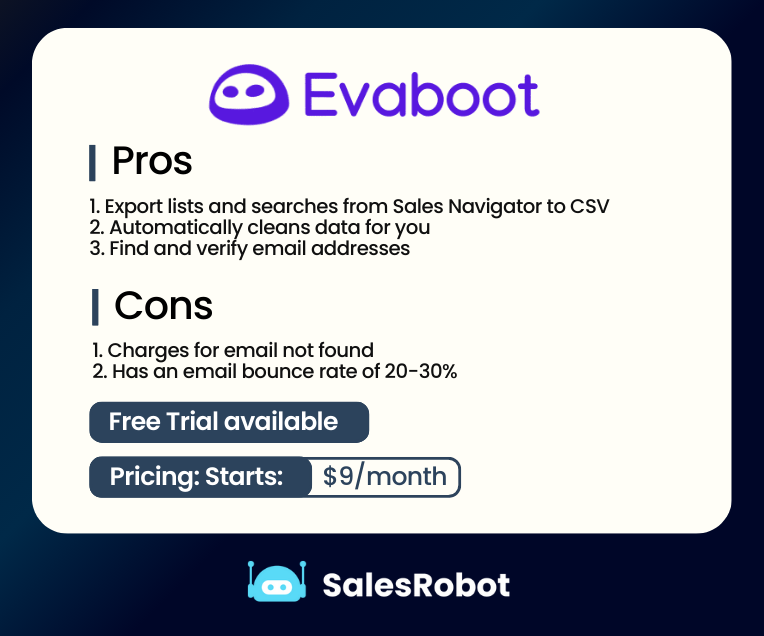 Evaboot
Pros
1. Export lists and searches from Sales Navigator to CSV
2. Automatically cleans data for you
3. Find and verify email addresses
Cons
1. Charges for email not found
2. Has an email bounce rate of 20-30%
Free Trial available
Pricing: Starts: $9/month
SalesRobot